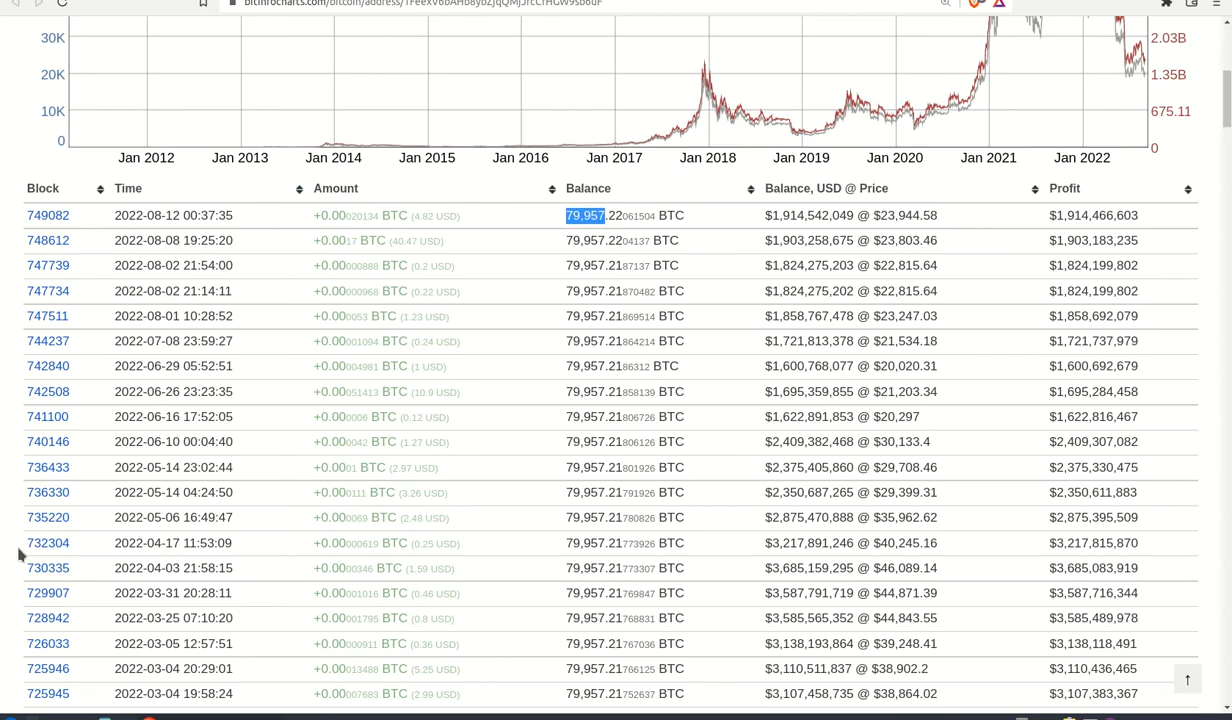 bitinfocharts.com/bitcoin/address/1FeexV6bAHb8ybZjqQMjJrcCrHGW9sb6uF
30K 2.03B
20K 1.35B
10K 675.11
0 0
Jan 2012 Jan 2013 Jan 2014 Jan 2015 Jan 2016 Jan 2017 Jan 2018 Jan 2019 Jan 2020 Jan 2021 Jan 2022
Block Time Amount Balance Balance, USD @ Price Profit
749082 2022-08-12 00:37:35 +0.00020134 BTC (4.82 USD) 79,957.22061504 BTC $1,914,542,049 @ $23,944.58 $1,914,466,603
748612 2022-08-08 19:25:20 +0.0017 BTC (40.47 USD) 79,957.2204137 BTC $1,903,258,675 @ $23,803.46 $1,903,183,235
747739 2022-08-02 21:54:00 +0.00000888 BTC (0.2 USD) 79,957.2187137 BTC $1,824,275,203 @ $22,815.64 $1,824,199,802
747734 2022-08-02 21:14:11 +0.00000968 BTC (0.22 USD) 79,957.21870482 BTC $1,824,275,202 @ $22,815.64 $1,824,199,802
747511 2022-08-01 10:28:52 +0.000053 BTC (1.23 USD) 79,957.21869514 BTC $1,858,767,478 @ $23,247.03 $1,858,692,079
744237 2022-07-08 23:59:27 +0.00001094 BTC (0.24 USD) 79,957.21864214 BTC $1,721,813,378 @ $21,534.18 $1,721,737,979
742840 2022-06-29 05:52:51 +0.00004981 BTC (1 USD) 79,957.2186312 BTC $1,600,768,077 @ $20,020.31 $1,600,692,679
742508 2022-06-26 23:23:35 +0.00051413 BTC (10.9 USD) 79,957.21858139 BTC $1,695,359,855 @ $21,203.34 $1,695,284,458
741100 2022-06-16 17:52:05 +0.000006 BTC (0.12 USD) 79,957.21806726 BTC $1,622,891,853 @ $20,297 $1,622,816,467
740146 2022-06-10 00:04:40 +0.000042 BTC (1.27 USD) 79,957.21806126 BTC $2,409,382,468 @ $30,133.4 $2,409,307,082
736433 2022-05-14 23:02:44 +0.0001 BTC (2.97 USD) 79,957.21801926 BTC $2,375,405,860 @ $29,708.46 $2,375,330,475
736330 2022-05-14 04:24:50 +0.000111 BTC (3.26 USD) 79,957.21791926 BTC $2,350,687,265 @ $29,399.31 $2,350,611,883
735220 2022-05-06 16:49:47 +0.000069 BTC (2.48 USD) 79,957.21780826 BTC $2,875,470,888 @ $35,962.62 $2,875,395,509
732304 2022-04-17 11:53:09 +0.00000619 BTC (0.25 USD) 79,957.21773926 BTC $3,217,891,246 @ $40,245.16 $3,217,815,870
730335 2022-04-03 21:58:15 +0.00000346 BTC (1.59 USD) 79,957.21773307 BTC $3,685,159,295 @ $46,089.14 $3,685,083,919
729907 2022-03-31 20:28:11 +0.00001016 BTC (0.46 USD) 79,957.21769847 BTC $3,587,791,719 @ $44,871.39 $3,587,716,344
728942 2022-03-25 07:10:20 +0.00001795 BTC (0.8 USD) 79,957.21768831 BTC $3,585,565,352 @ $44,843.55 $3,585,489,978
726033 2022-03-05 12:57:51 +0.00000911 BTC (0.36 USD) 79,957.21767036 BTC $3,138,193,864 @ $39,248.41 $3,138,118,491
725946 2022-03-04 20:29:01 +0.00013488 BTC (5.25 USD) 79,957.21766125 BTC $3,110,511,837 @ $38,902.2 $3,110,436,465
725945 2022-03-04 19:58:24 +0.00007683 BTC (2.99 USD) 79,957.21752637 BTC $3,107,458,735 @ $38,864.02 $3,107,383,367